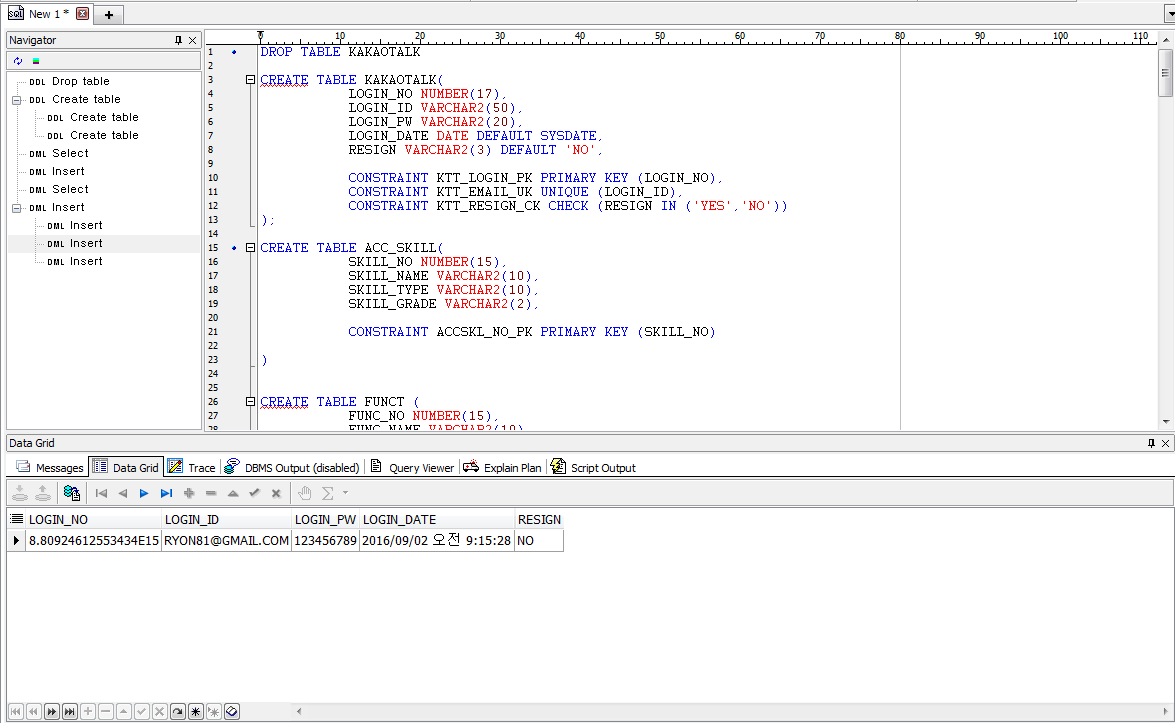 SQL New 1 *
Navigator
DDL Drop table
DDL Create table
DDL Create table
DDL Create table
DML Select
DML Insert
DML Select
DML Insert
DML Insert
DML Insert
DML Insert
0 10 20 30 40 50 60 70 80 90 100 110
1 DROP TABLE KAKAOTALK
2
3 CREATE TABLE KAKAOTALK(
4 LOGIN_NO NUMBER(17),
5 LOGIN_ID VARCHAR2(50),
6 LOGIN_PW VARCHAR2(20),
7 LOGIN_DATE DATE DEFAULT SYSDATE,
8 RESIGN VARCHAR2(3) DEFAULT 'NO',
9
10 CONSTRAINT KTT_LOGIN_PK PRIMARY KEY (LOGIN_NO),
11 CONSTRAINT KTT_EMAIL_UK UNIQUE (LOGIN_ID),
12 CONSTRAINT KTT_RESIGN_CK CHECK (RESIGN IN ('YES','NO'))
13 );
14
15 CREATE TABLE ACC_SKILL(
16 SKILL_NO NUMBER(15),
17 SKILL_NAME VARCHAR2(10),
18 SKILL_TYPE VARCHAR2(10),
19 SKILL_GRADE VARCHAR2(2),
20
21 CONSTRAINT ACCSKL_NO_PK PRIMARY KEY (SKILL_NO)
22
23 )
24
25
26 CREATE TABLE FUNCT (
27 FUNC_NO NUMBER(15),
28 FUNC_NAME VARCHAR2(10)
Data Grid
Messages Data Grid Trace DBMS Output (disabled) Query Viewer Explain Plan Script Output
LOGIN_NO LOGIN_ID LOGIN_PW LOGIN_DATE RESIGN
8.80924612553434E15 RYON81@GMAIL.COM 123456789 2016/09/02 오전 9:15:28 NO